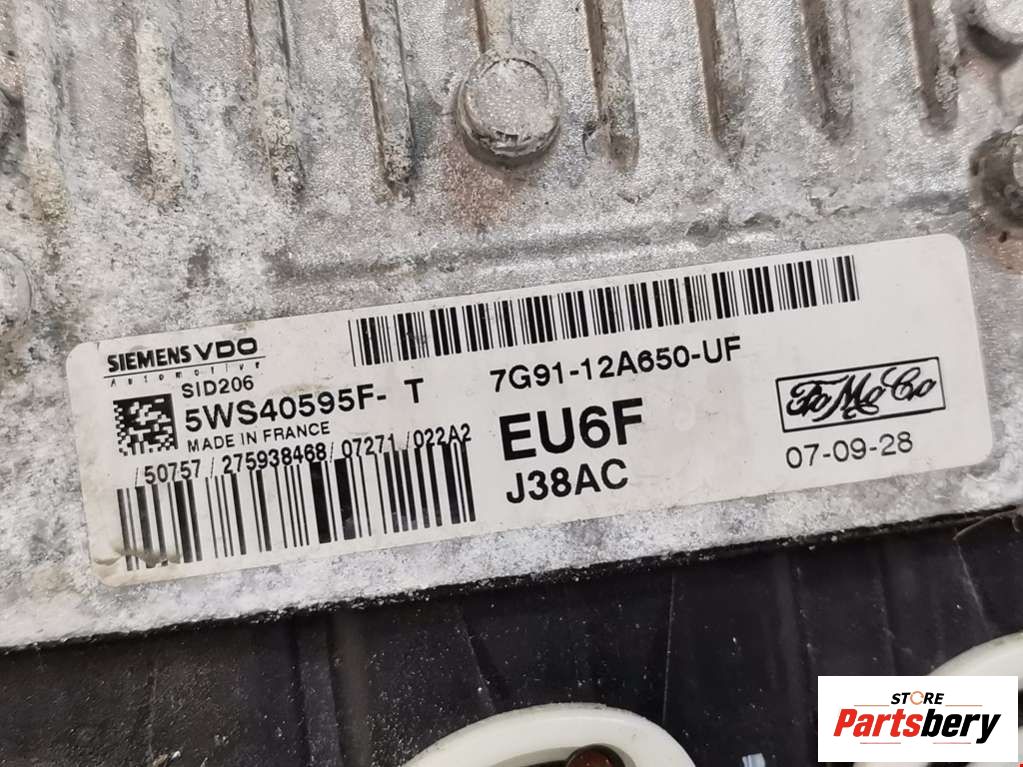 SIEMENS VDO
Automotive
SID206
5WS40595F- T
MADE IN FRANCE
/50757/275938468/07271/022A2
7G91-12A650-UF
EU6F
J38AC
FoMoCo
07-09-28
STORE
Partsbery